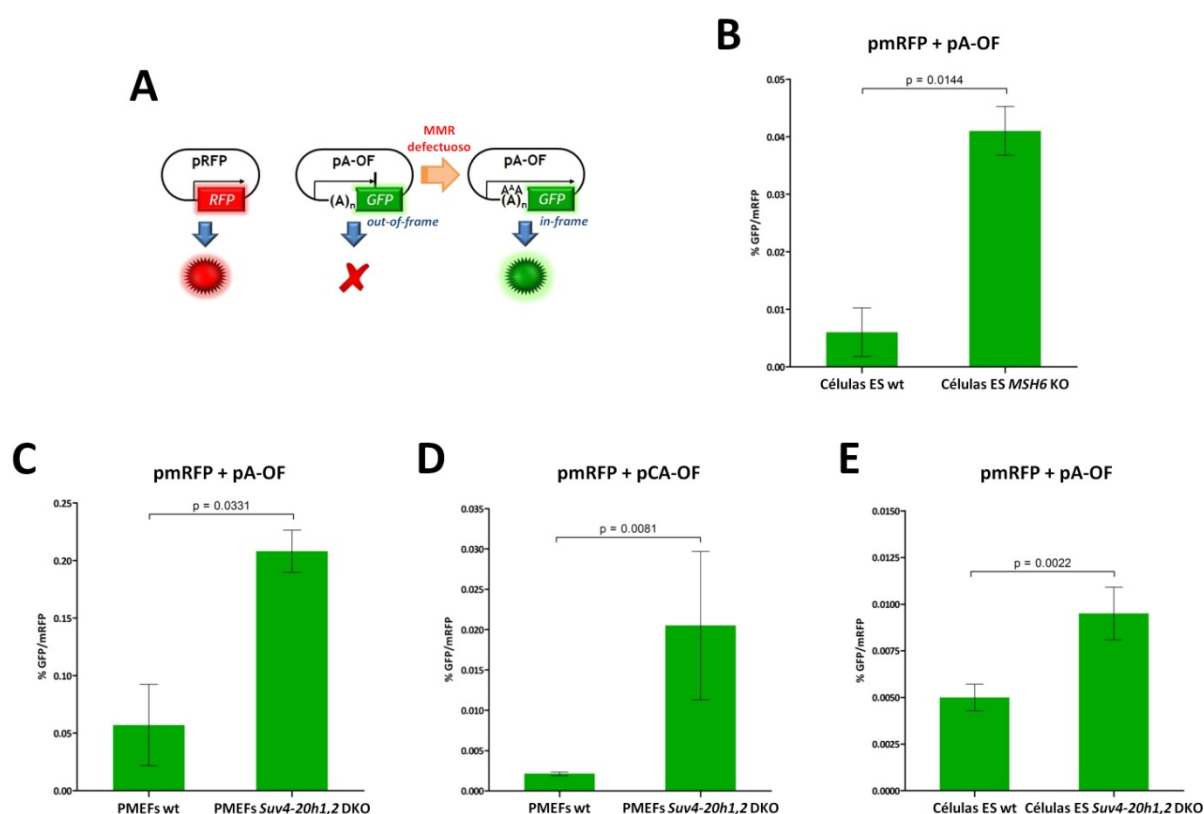 A
pRFP
RFP
pA-OF
(A)n
GFP
out-of-frame
MMR
defectuoso
pA-OF
AAA
(A)n
GFP
in-frame
B
pmRFP + pA-OF
p = 0.0144
% GFP/mRFP
0.05
0.04
0.03
0.02
0.01
0.00
Células ES wt
Células ES MSH6 KO
C
pmRFP + pA-OF
p = 0.0331
% GFP/mRFP
0.25
0.20
0.15
0.10
0.05
0.00
PMEFs wt
PMEFs Suv4-20h1,2 DKO
D
pmRFP + pCA-OF
p = 0.0081
% GFP/mRFP
0.035
0.030
0.025
0.020
0.015
0.010
0.005
0.000
PMEFs wt
PMEFs Suv4-20h1,2 DKO
E
pmRFP + pA-OF
p = 0.0022
% GFP/mRFP
0.0150
0.0125
0.0100
0.0075
0.0050
0.0025
0.0000
Células ES wt
Células ES Suv4-20h1,2 DKO